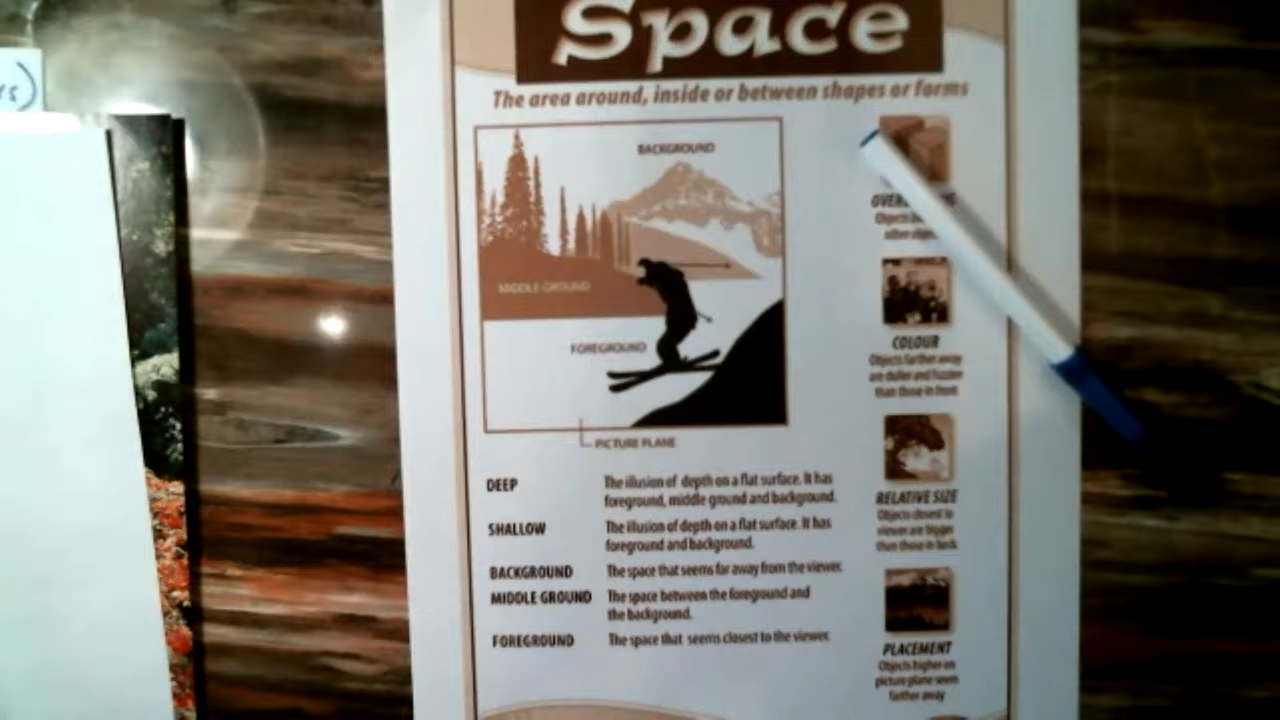 Space
The area around, inside or between shapes or forms
BACKGROUND
MIDDLE GROUND
FOREGROUND
PICTURE PLANE
DEEP The illusion of depth on a flat surface. It has
foreground, middle ground and background.
SHALLOW The illusion of depth on a flat surface. It has
foreground and background.
BACKGROUND The space that seems far away from the viewer.
MIDDLE GROUND The space between the foreground and
the background.
FOREGROUND The space that seems closest to the viewer.
Objects
other
COLOUR
Objects farther away
are duller and fuzzier
than those in front
RELATIVE SIZE
Objects closest to
viewer are bigger
than those in back
PLACEMENT
Objects higher on
picture plane seem
farther away